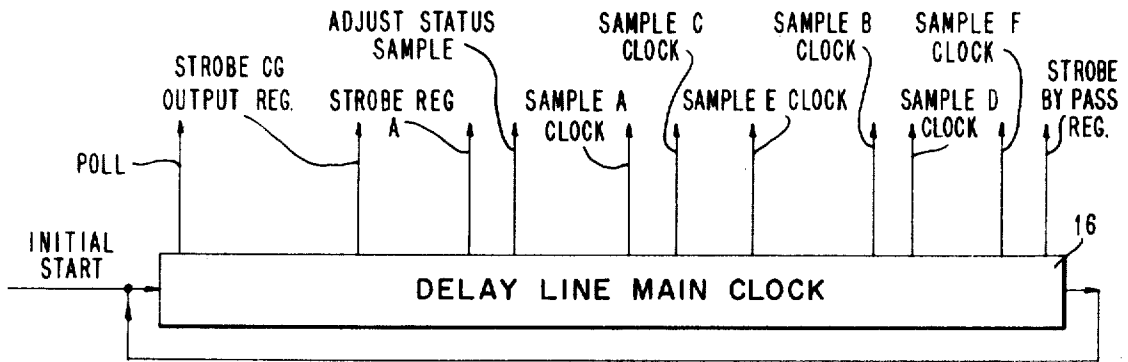 ADJUST STATUS
SAMPLE
SAMPLE C
CLOCK
SAMPLE B
CLOCK
SAMPLE F
CLOCK
STROBE CG
OUTPUT REG.
STROBE REG
A
SAMPLE A
CLOCK
SAMPLE E CLOCK
SAMPLE D
CLOCK
STROBE
BY PASS
REG.
POLL
INITIAL
START
16
DELAY LINE MAIN CLOCK